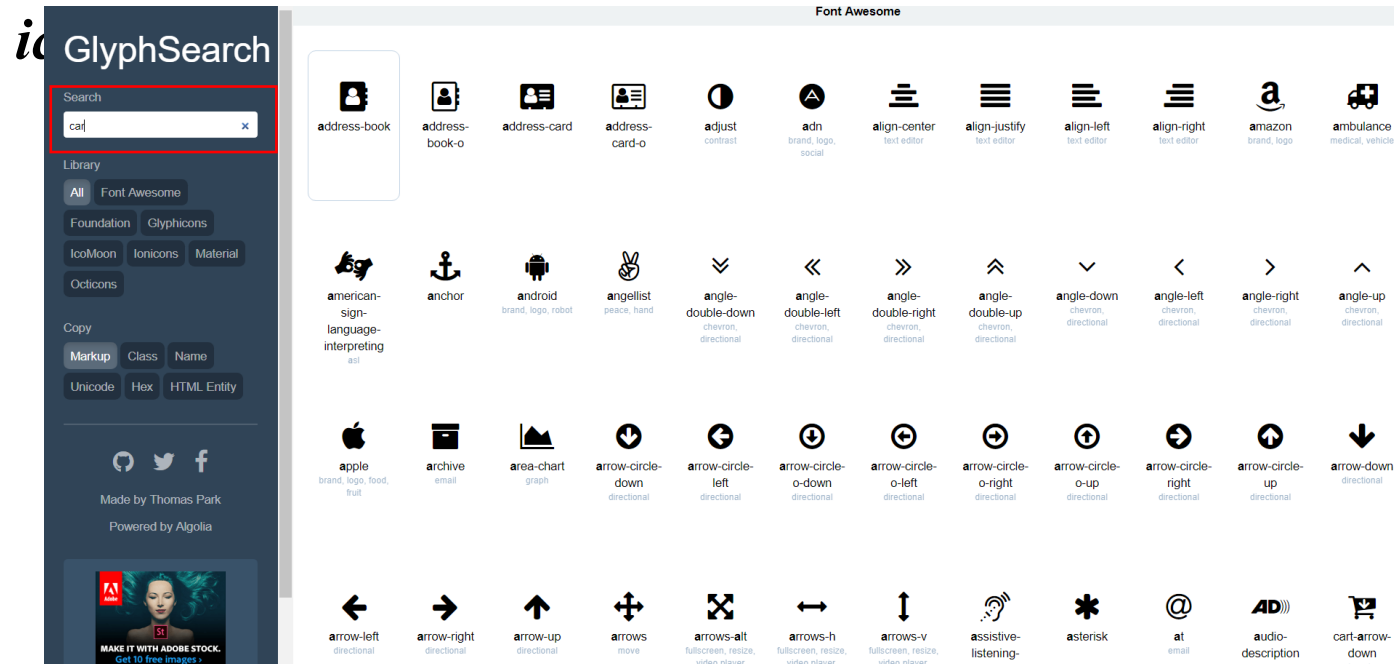 Font Awesome
ic
GlyphSearch
Search
car
Library
All Font Awesome
Foundation Glyphicons
IcoMoon Ionicons Material
Octicons
Copy
Markup Class Name
Unicode Hex HTML Entity
Made by Thomas Park
Powered by Algolia
Adobe
St
MAKE IT WITH ADOBE STOCK.
Get 10 free images ›
address-book
address-
book-o
address-card
address-
card-o
adjust
contrast
adn
brand, logo,
social
align-center
text editor
align-justify
text editor
align-left
text editor
align-right
text editor
amazon
brand, logo
ambulance
medical, vehicle
american-
sign-
language-
interpreting
asl
anchor
android
brand, logo, robot
angellist
peace, hand
angle-
double-down
chevron,
directional
angle-
double-left
chevron,
directional
angle-
double-right
chevron,
directional
angle-
double-up
chevron,
directional
angle-down
chevron,
directional
angle-left
chevron,
directional
angle-right
chevron,
directional
angle-up
chevron,
directional
apple
brand, logo, food,
fruit
archive
email
area-chart
graph
arrow-circle-
down
directional
arrow-circle-
left
directional
arrow-circle-
o-down
directional
arrow-circle-
o-left
directional
arrow-circle-
o-right
directional
arrow-circle-
o-up
directional
arrow-circle-
right
directional
arrow-circle-
up
directional
arrow-down
directional
arrow-left
directional
arrow-right
directional
arrow-up
directional
arrows
move
arrows-alt
fullscreen, resize,
video player
arrows-h
fullscreen, resize,
video player
arrows-v
fullscreen, resize,
video player
assistive-
listening-
asterisk
@
at
email
AD
audio-
description
cart-arrow-
down